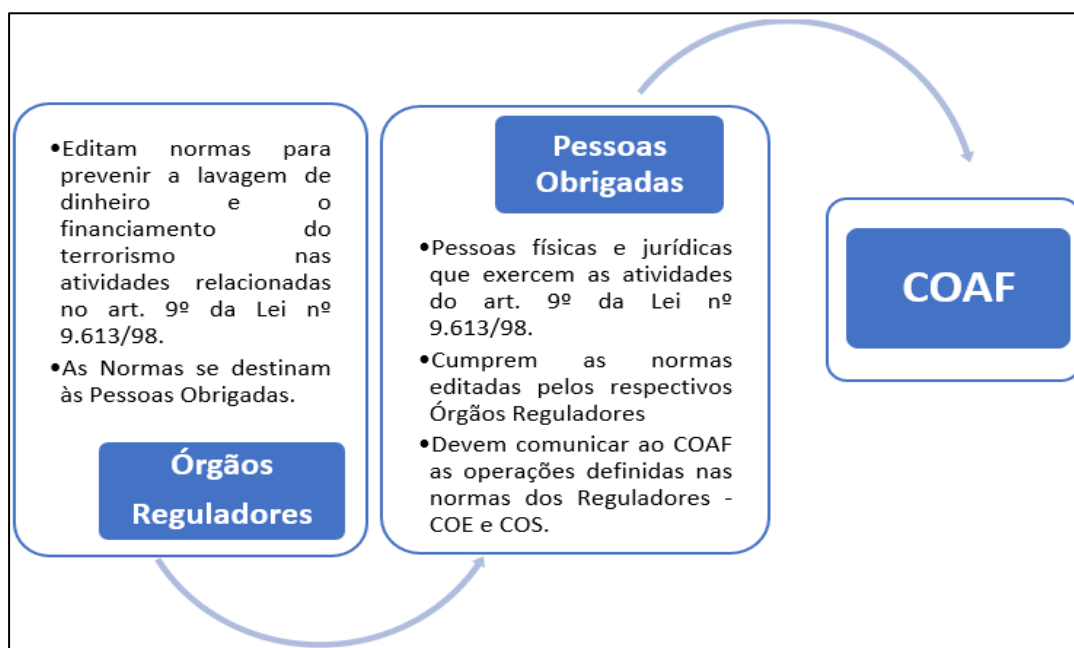 •Editam normas para
prevenir a lavagem de
dinheiro e o
financiamento do
terrorismo nas
atividades relacionadas
no art. 9º da Lei nº
9.613/98.
•As Normas se destinam
às Pessoas Obrigadas.
Órgãos
Reguladores
Pessoas
Obrigadas
•Pessoas físicas e jurídicas
que exercem as atividades
do art. 9º da Lei nº
9.613/98.
•Cumprem as normas
editadas pelos respectivos
Órgãos Reguladores
•Devem comunicar ao COAF
as operações definidas nas
normas dos Reguladores -
COE e COS.
COAF